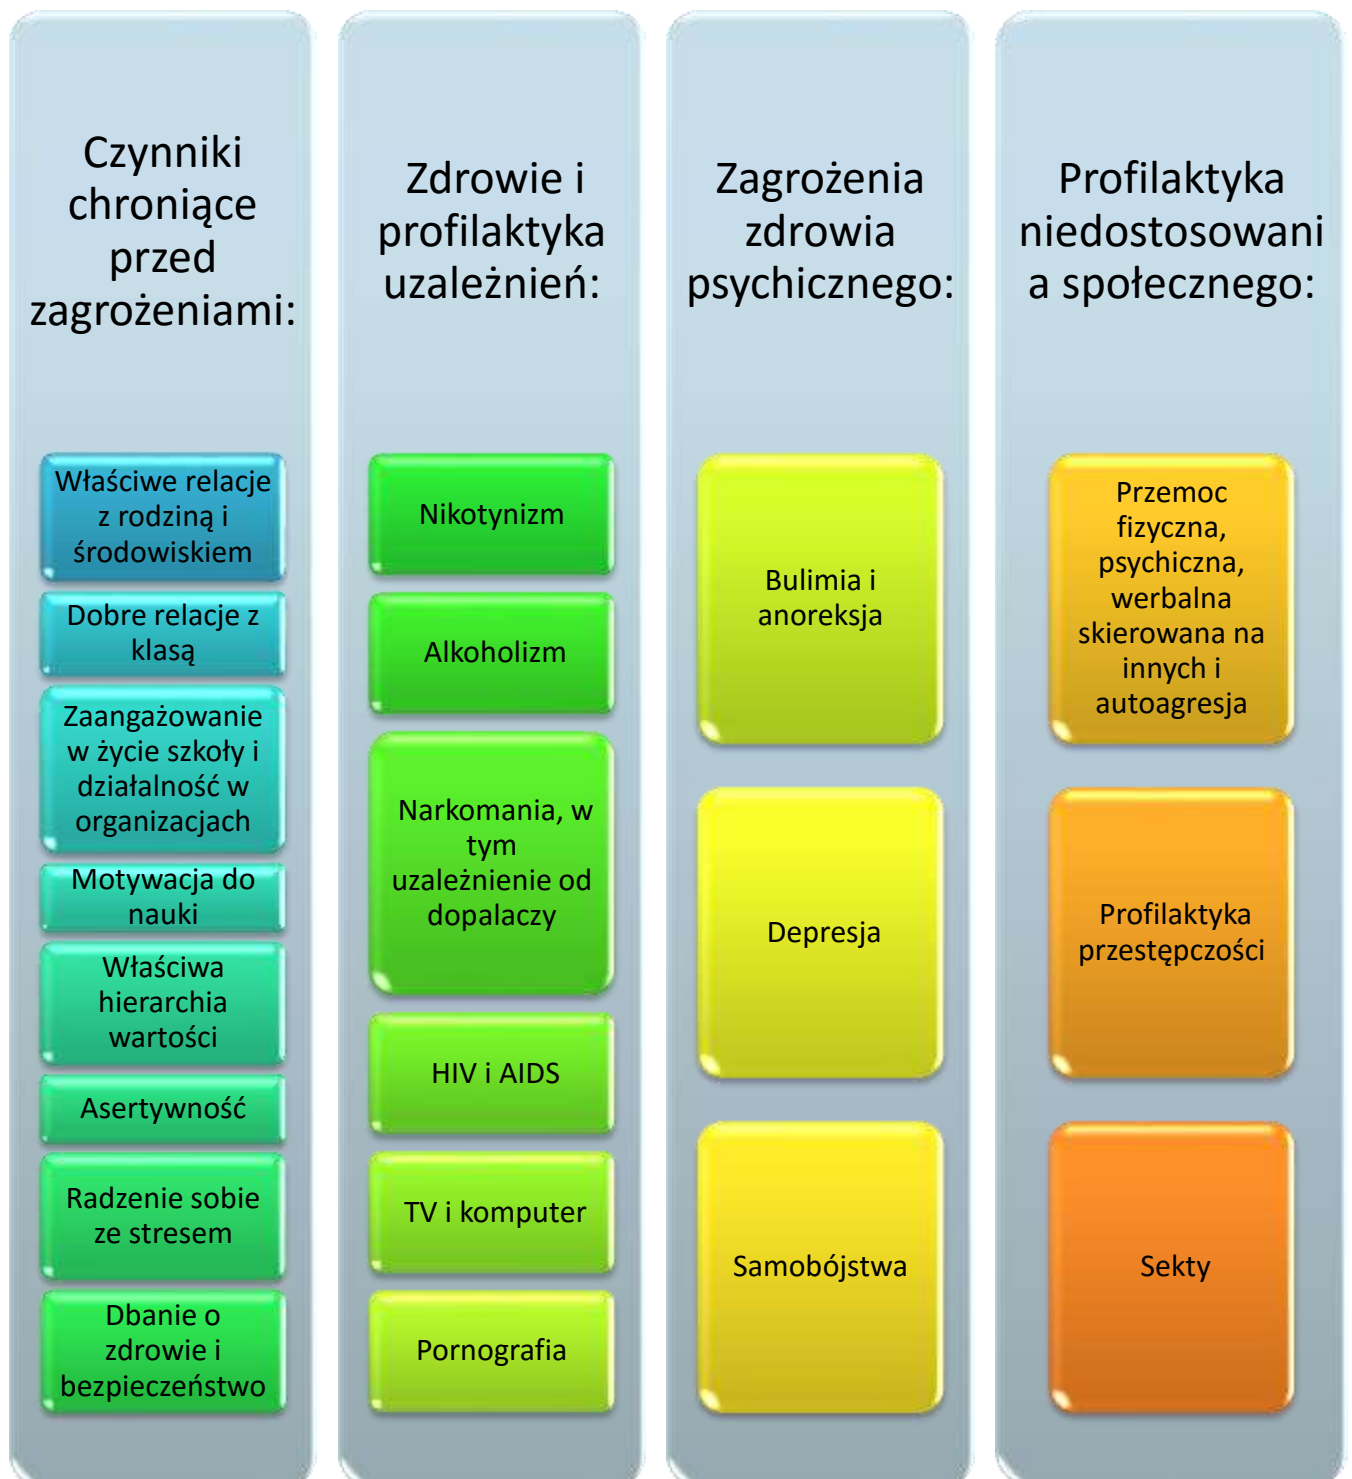 Czynniki
chroniące
przed
zagrożeniami:
Właściwe relacje
z rodziną i
środowiskiem
Dobre relacje z
klasą
Zaangażowanie
w życie szkoły i
działalność w
organizacjach
Motywacja do
nauki
Właściwa
hierarchia
wartości
Asertywność
Radzenie sobie
ze stresem
Dbanie o
zdrowie i
bezpieczeństwo
Zdrowie i
profilaktyka
uzależnień:
Nikotynizm
Alkoholizm
Narkomania, w
tym
uzależnienie od
dopalaczy
HIV i AIDS
TV i komputer
Pornografia
Zagrożenia
zdrowia
psychicznego:
Bulimia i
anoreksja
Depresja
Samobójstwa
Profilaktyka
niedostosowani
a społecznego:
Przemoc
fizyczna,
psychiczna,
werbalna
skierowana na
innych i
autoagresja
Profilaktyka
przestępczości
Sekty